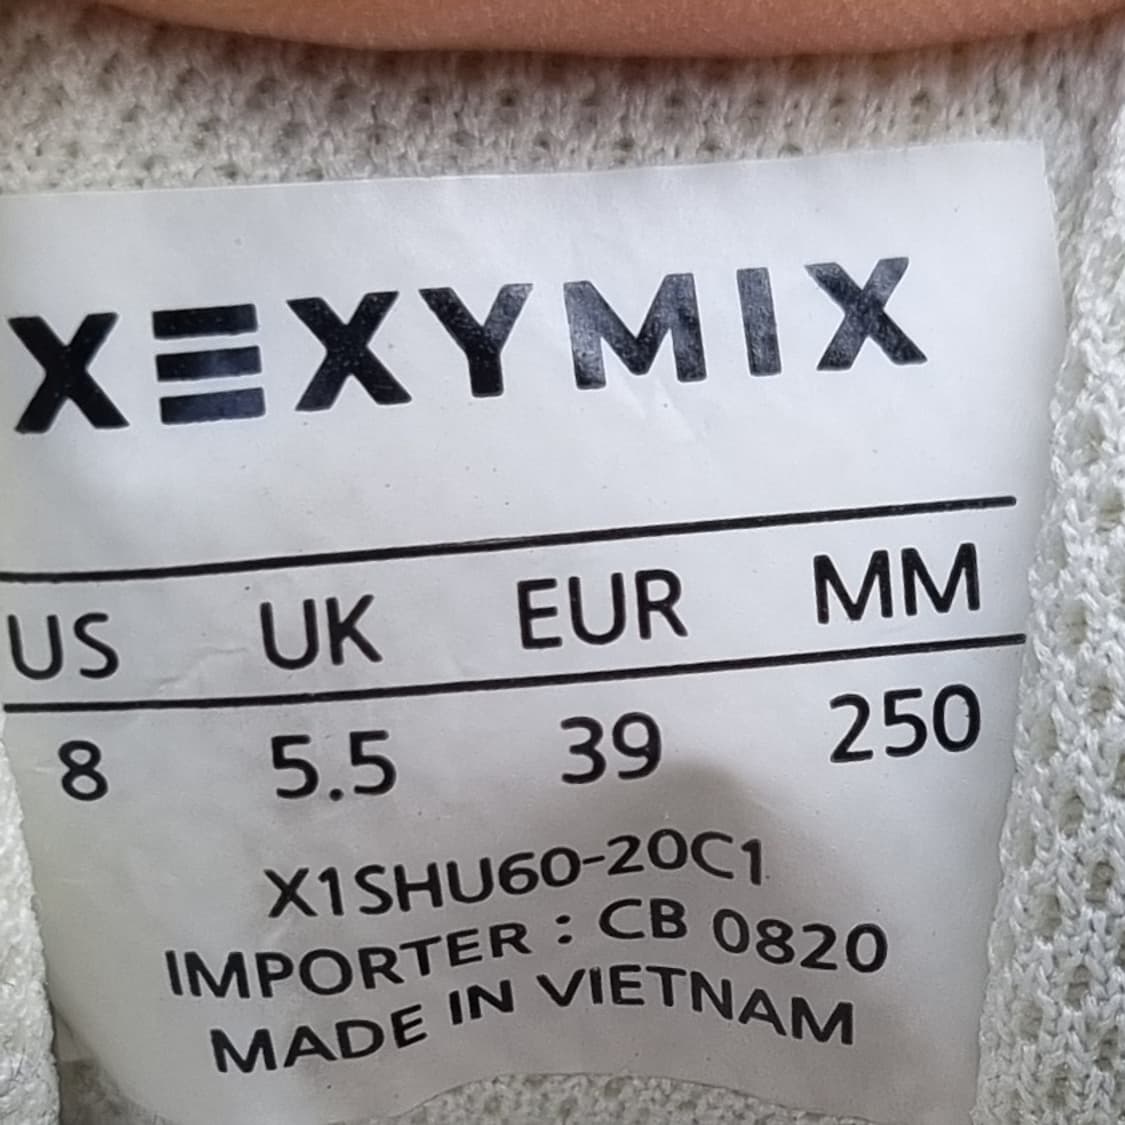 XEXYMIX
US UK EUR MM
8 5.5 39 250
X1SHU60-20C1
IMPORTER : CB 0820
MADE IN VIETNAM